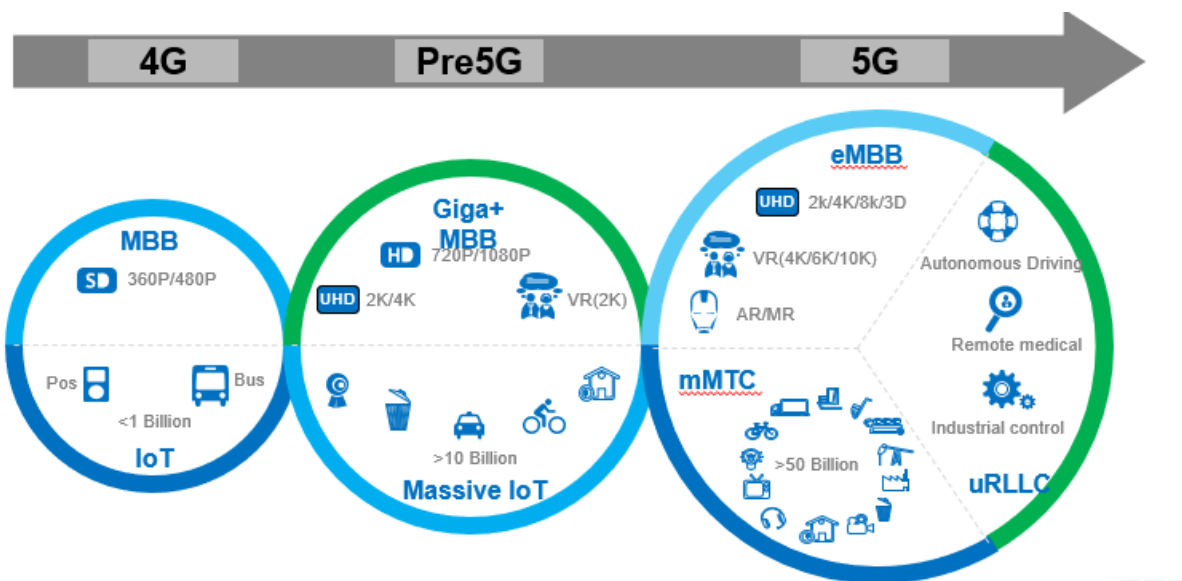 4G
Pre5G
5G
MBB
SD 360P/480P
Pos
Bus
<1 Billion
IoT
Giga+
MBB
HD 720P/1080P
UHD 2K/4K
VR(2K)
>10 Billion
Massive IoT
eMBB
UHD 2k/4K/8k/3D
VR(4K/6K/10K)
AR/MR
mMTC
>50 Billion
Autonomous Driving
Remote medical
Industrial control
uRLLC